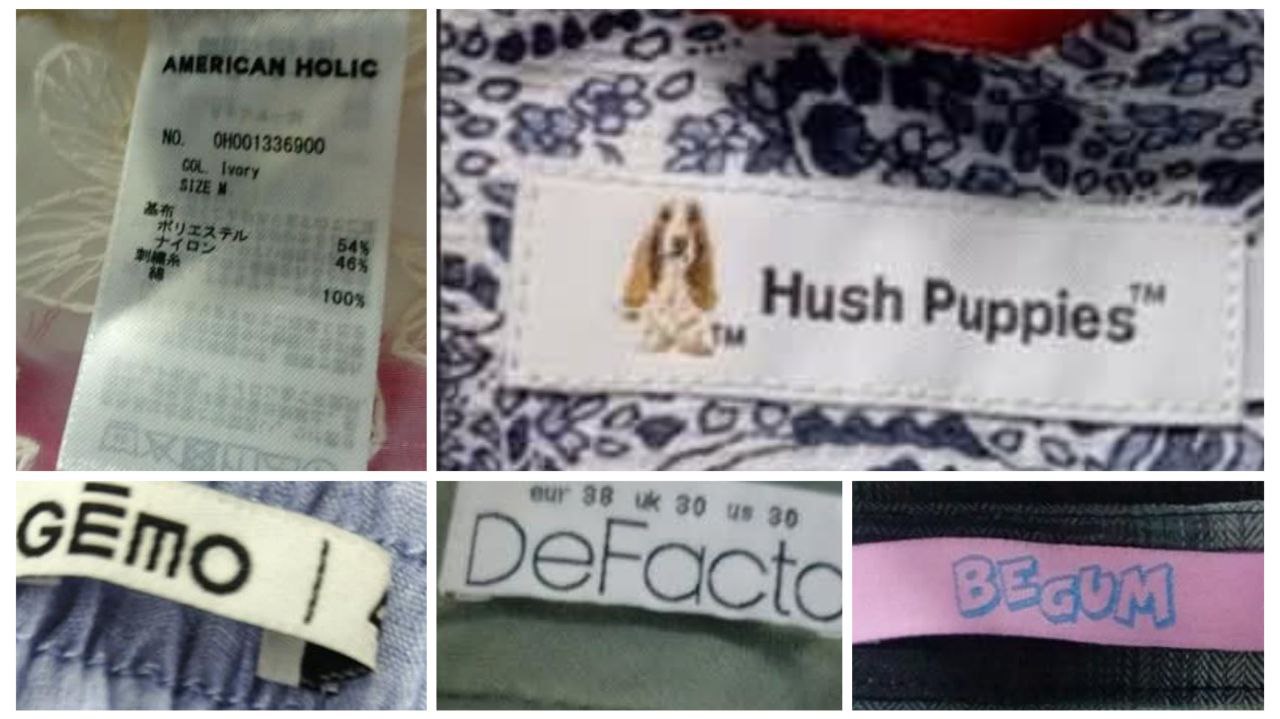 AMERICAN HOLIC
NO. 0H001336900
COL. Ivory
SIZE M
基布
ポリエステル 54%
ナイロン 46%
刺繍糸
綿 100%
TM Hush Puppies™
GĒMO
eur 38 uk 30 us 30
DeFacto
BEGUM